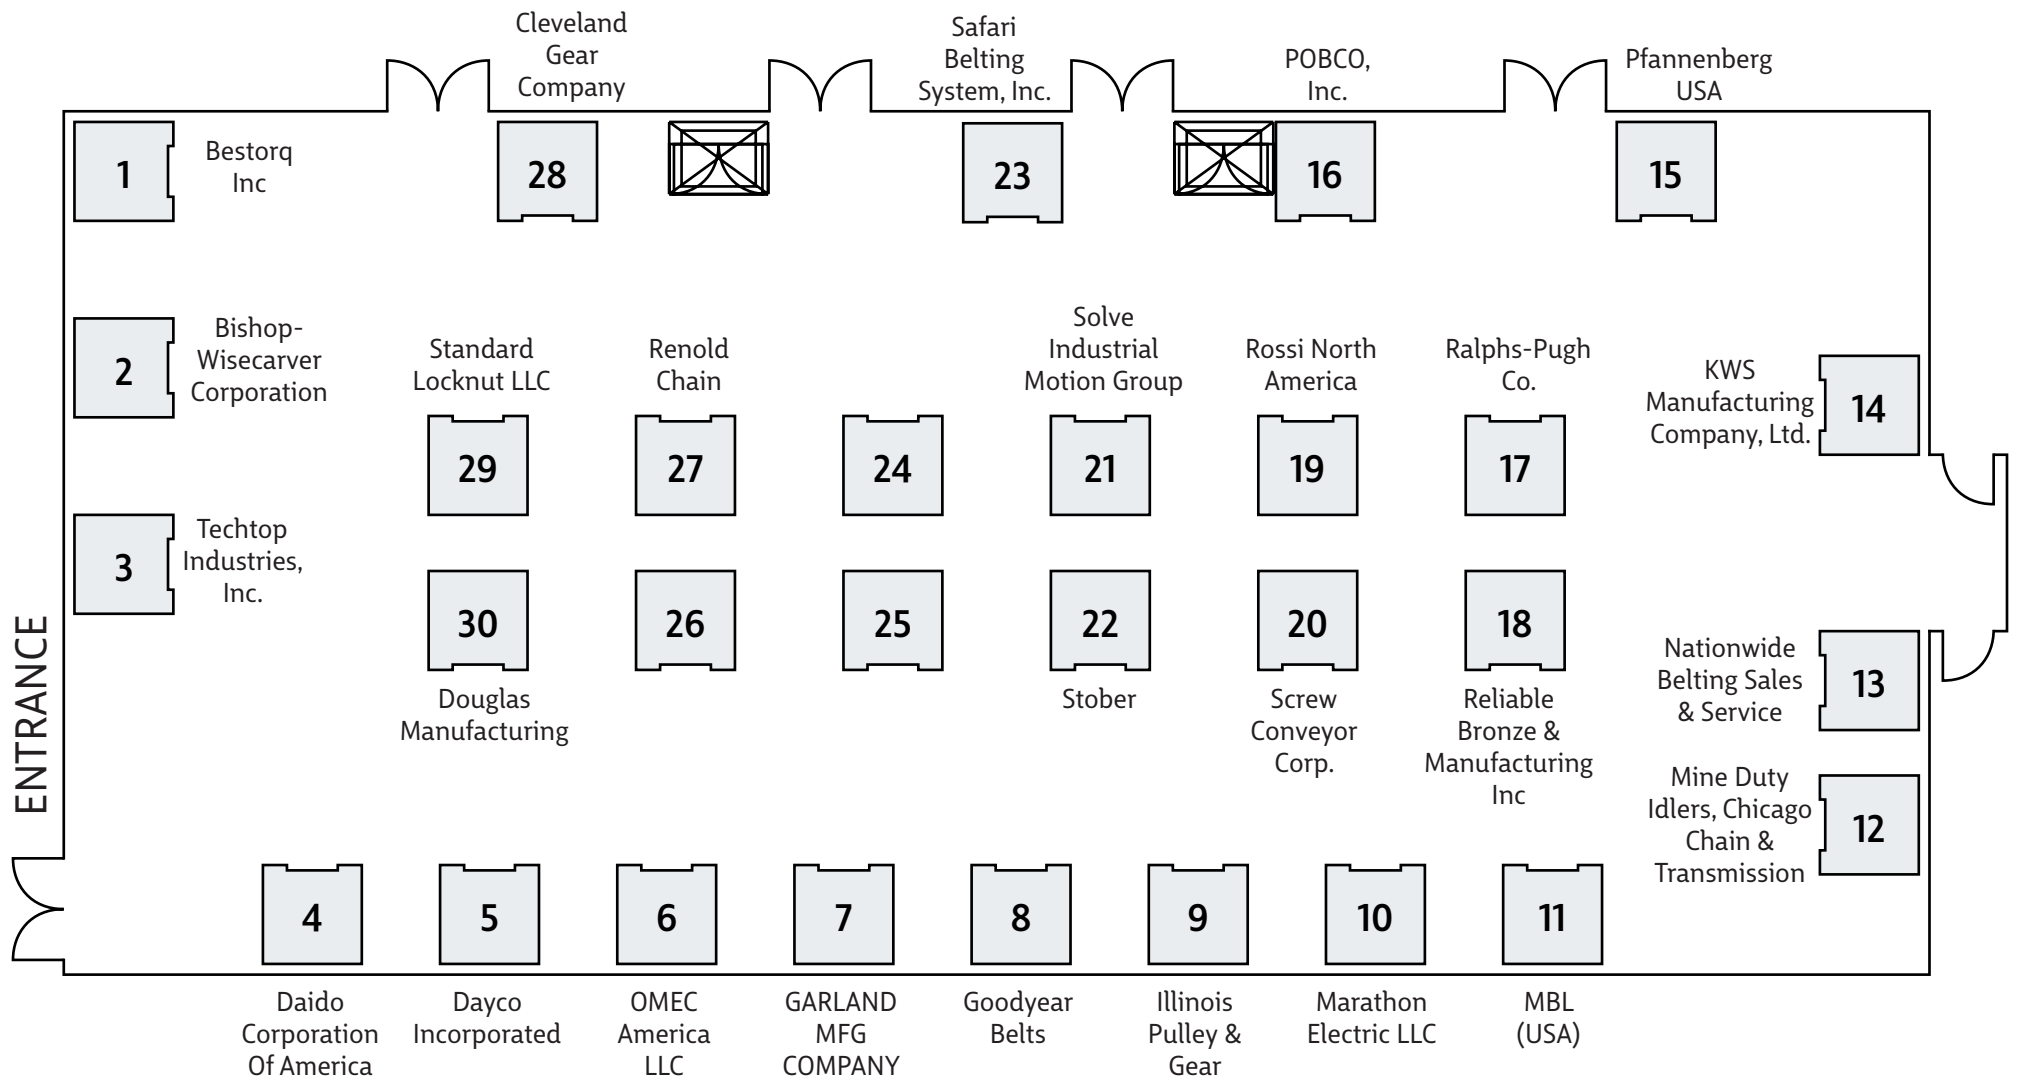 Cleveland
Gear
Company
Safari
Belting
System, Inc.
POBCO,
Inc.
Pfannenberg
USA
1
Bestorq
Inc
28
23
16
15
2
Bishop-
Wisecarver
Corporation
Standard
Locknut LLC
Renold
Chain
Solve
Industrial
Motion Group
Rossi North
America
Ralphs-Pugh
Co.
KWS
Manufacturing
Company, Ltd.
14
29
27
24
21
19
17
3
Techtop
Industries,
Inc.
30
26
25
22
20
18
Douglas
Manufacturing
Stober
Screw
Conveyor
Corp.
Reliable
Bronze &
Manufacturing
Inc
Nationwide
Belting Sales
& Service
13
Mine Duty
Idlers, Chicago
Chain &
Transmission
12
ENTRANCE
4
5
6
7
8
9
10
11
Daido
Corporation
Of America
Dayco
Incorporated
OMEC
America
LLC
GARLAND
MFG
COMPANY
Goodyear
Belts
Illinois
Pulley &
Gear
Marathon
Electric LLC
MBL
(USA)